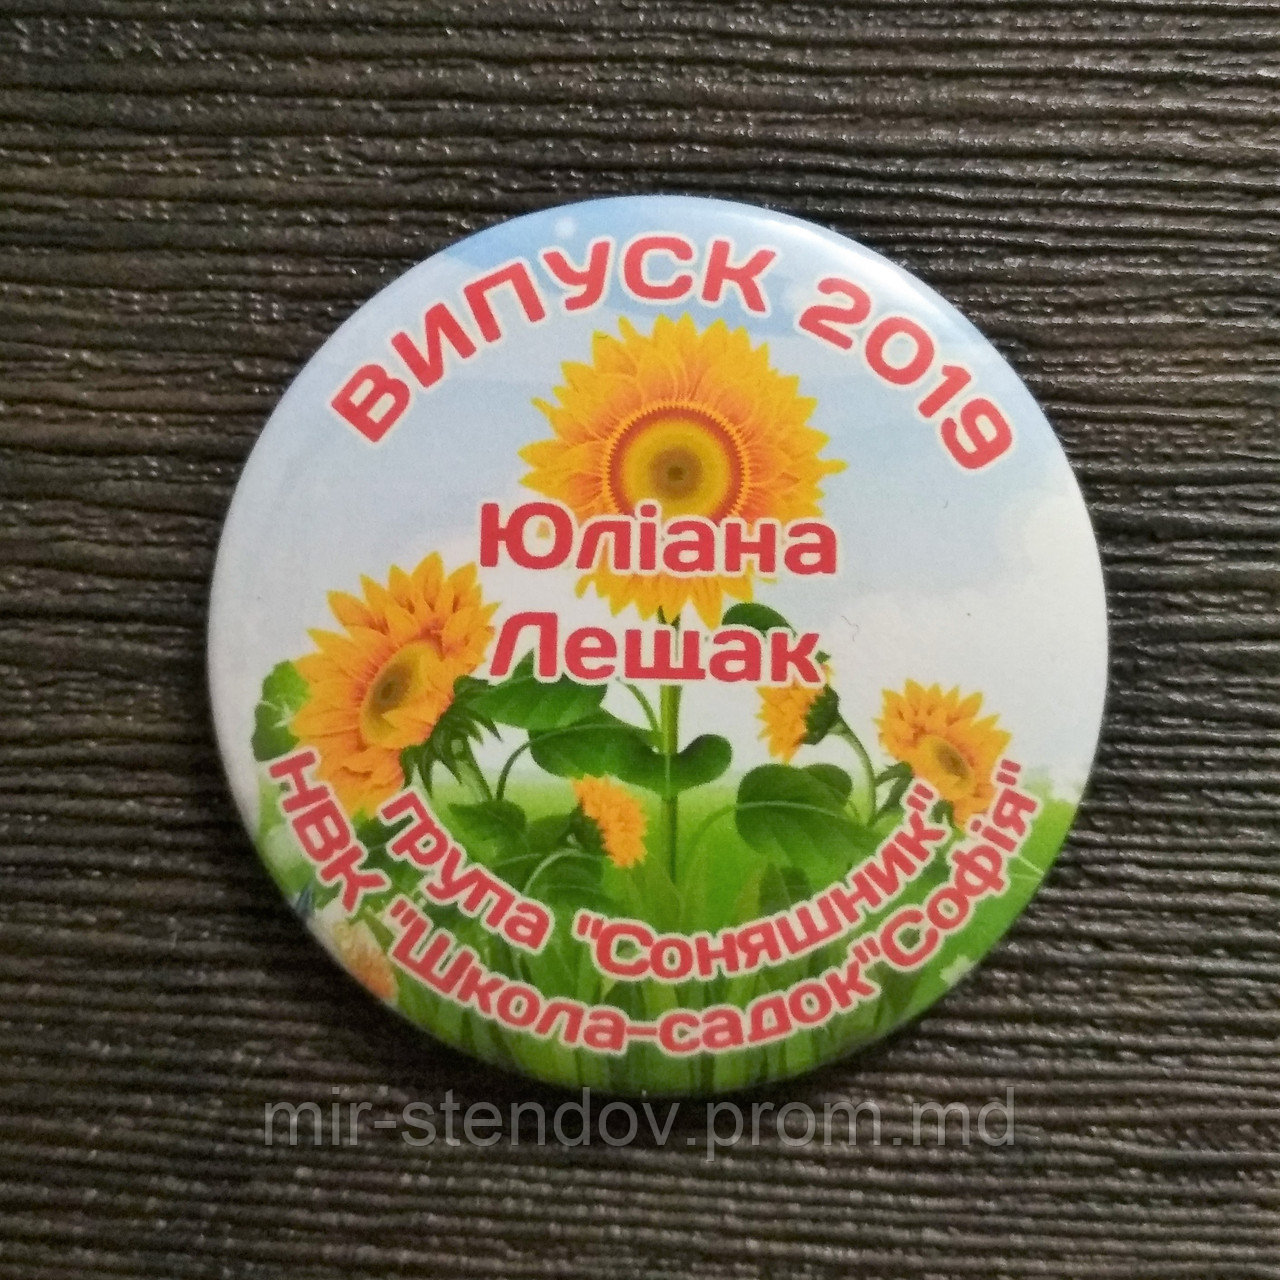 ВИПУСК 2019
Юліана
Лещак
група "Соняшник"
НВК "Школа-садок"Софія"
mir-stendov.prom.md